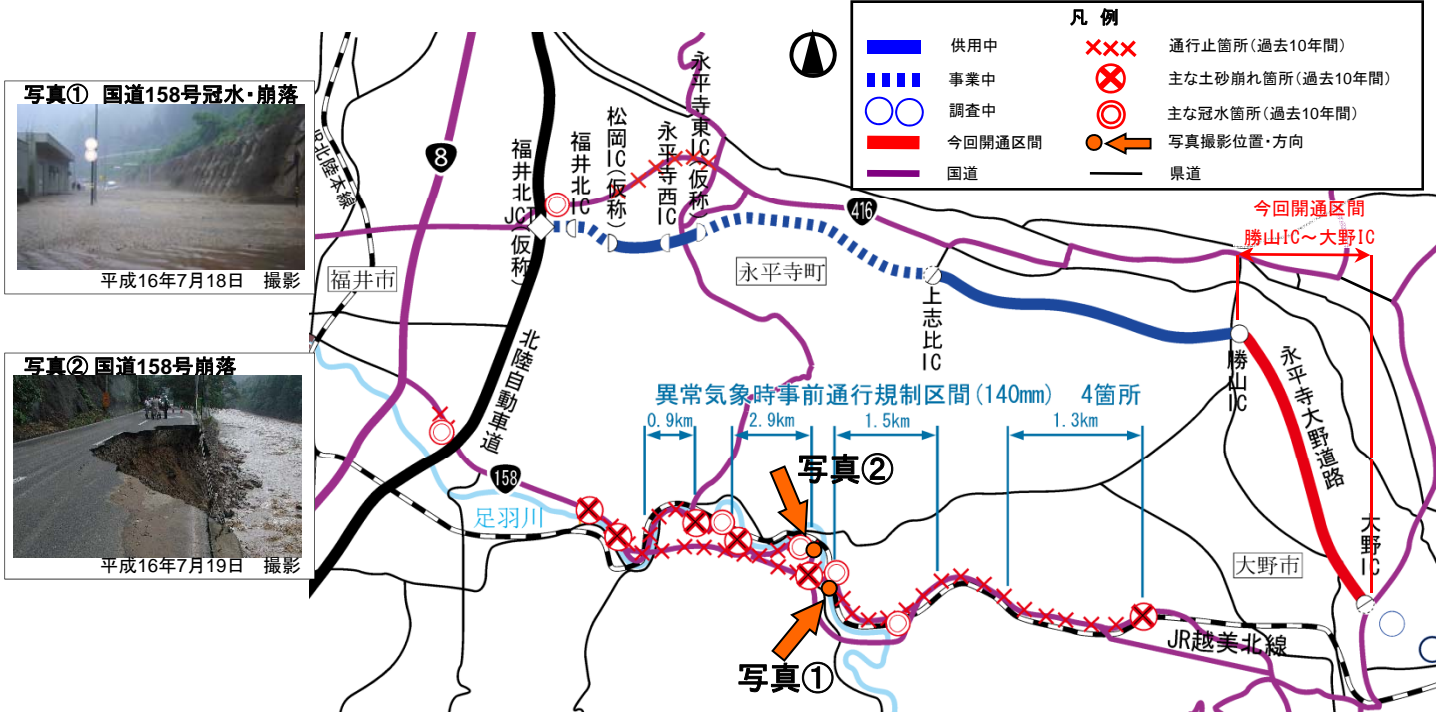 凡 例
供用中
事業中
調査中
今回開通区間
国道
通行止箇所(過去10年間)
主な土砂崩れ箇所(過去10年間)
主な冠水箇所(過去10年間)
写真撮影位置・方向
県道
写真① 国道158号冠水・崩落
平成16年7月18日 撮影
写真② 国道158号崩落
平成16年7月19日 撮影
JR北陸本線
8
福井市
福井北JCT(仮称)
福井北IC
松岡IC(仮称)
永平寺西IC
永平寺東IC(仮称)
416
永平寺町
上志比IC
今回開通区間
勝山IC～大野IC
勝山IC
永平寺大野道路
大野IC
大野市
北陸自動車道
異常気象時事前通行規制区間(140mm) 4箇所
0.9km
2.9km
1.5km
1.3km
写真②
158
足羽川
写真①
JR越美北線